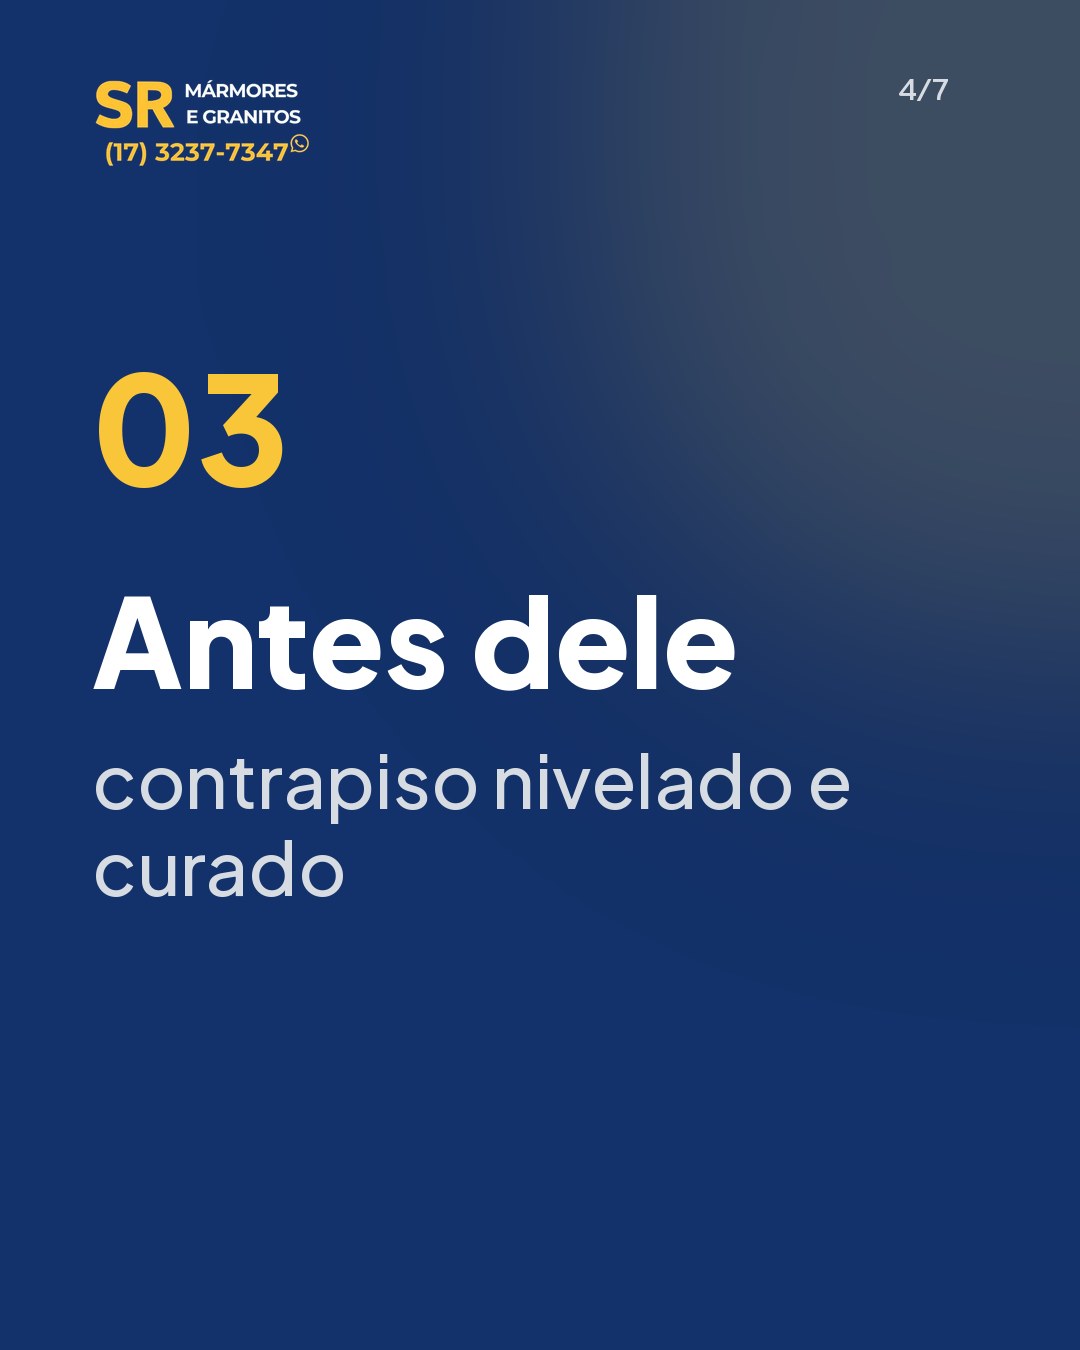 SR MÁRMORES
E GRANITOS
(17) 3237-7347
4/7
03
Antes dele
contrapiso nivelado e
curado